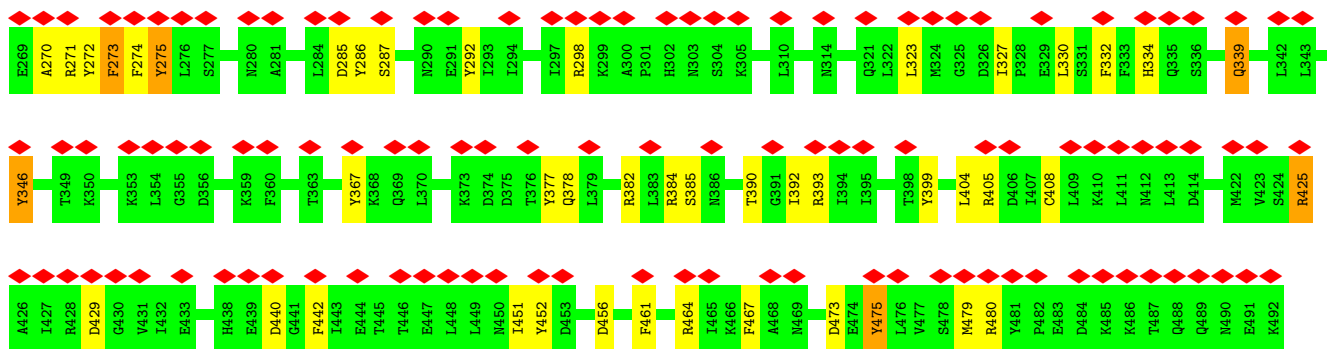 E269 A270 R271 Y272 F273 F274 Y275 L276 S277 N280 A281 L284 D285 Y286 S287 N290 E291 Y292 I293 I294 I297 R298 K299 A300 P301 H302 N303 S304 K305 L310 N314 Q321 L322 L323 M324 G325 D326 I327 P328 E329 L330 S331 F332 F333 H334 Q335 S336 Q339 L342 L343
Y346 T349 K350 K353 L354 G355 D356 K359 F360 T363 Y367 K368 Q369 L370 K373 D374 D375 T376 Y377 Q378 L379 R382 L383 R384 S385 N386 T390 G391 I392 R393 I394 I395 T398 Y399 L404 R405 D406 I407 C408 L409 K410 L411 N412 L413 D414 M422 V423 S424 R425
A426 I427 R428 D429 G430 V431 I432 E433 H438 E439 D440 G441 F442 I443 E444 T445 T446 E447 L448 L449 N450 I451 Y452 D453 D456 F461 R464 I465 K466 F467 A468 N469 D473 E474 Y475 L476 V477 S478 M479 R480 Y481 P482 E483 D484 K485 K486 T487 Q488 Q489 N490 E491 K492